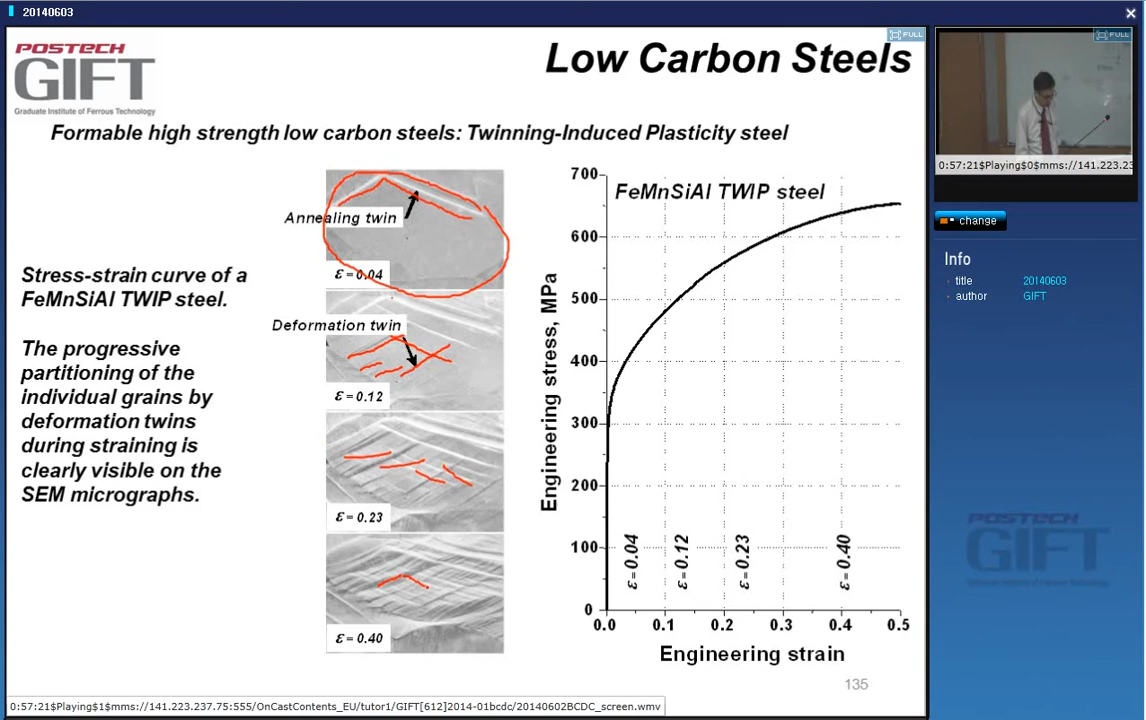 20140603
POSTECH
GIFT
Graduate Institute of Ferrous Technology
FULL
Low Carbon Steels
Formable high strength low carbon steels: Twinning-Induced Plasticity steel
Stress-strain curve of a
FeMnSiAl TWIP steel.
The progressive
partitioning of the
individual grains by
deformation twins
during straining is
clearly visible on the
SEM micrographs.
Annealing twin
ε = 0.04
Deformation twin
ε = 0.12
ε = 0.23
ε = 0.40
FeMnSiAl TWIP steel
Engineering stress, MPa
700
600
500
400
300
200
100
0
ε = 0.04
ε = 0.12
ε = 0.23
ε = 0.40
0.0 0.1 0.2 0.3 0.4 0.5
Engineering strain
135
0:57:21$Playing$1$mms://141.223.237.75:555/OnCastContents_EU/tutor1/GIFT[612]2014-01bcdc/20140602BCDC_screen.wmv
FULL
0:57:21$Playing$0$mms://141.223.23
change
Info
title 20140603
author GIFT
POSTECH
GIFT